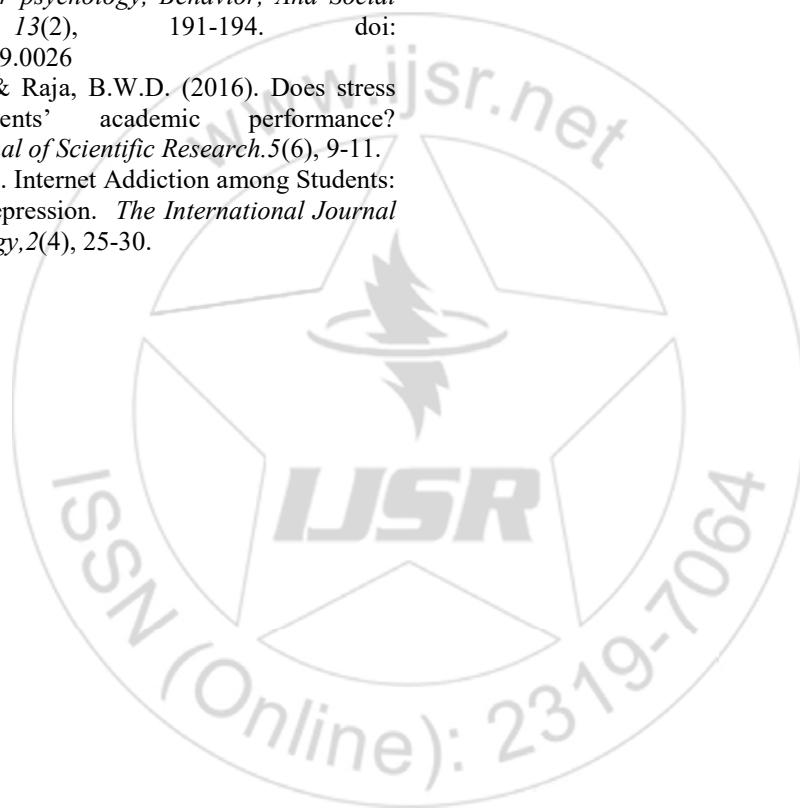 r psychology, Behavior, And Social
13(2), 191-194. doi:
9.0026
& Raja, B.W.D. (2016). Does stress
ents’ academic performance?
al of Scientific Research.5(6), 9-11.
. Internet Addiction among Students:
epression. The International Journal
gy,2(4), 25-30.
www.ijsr.net
IJSR
ISSN (Online): 2319-7064